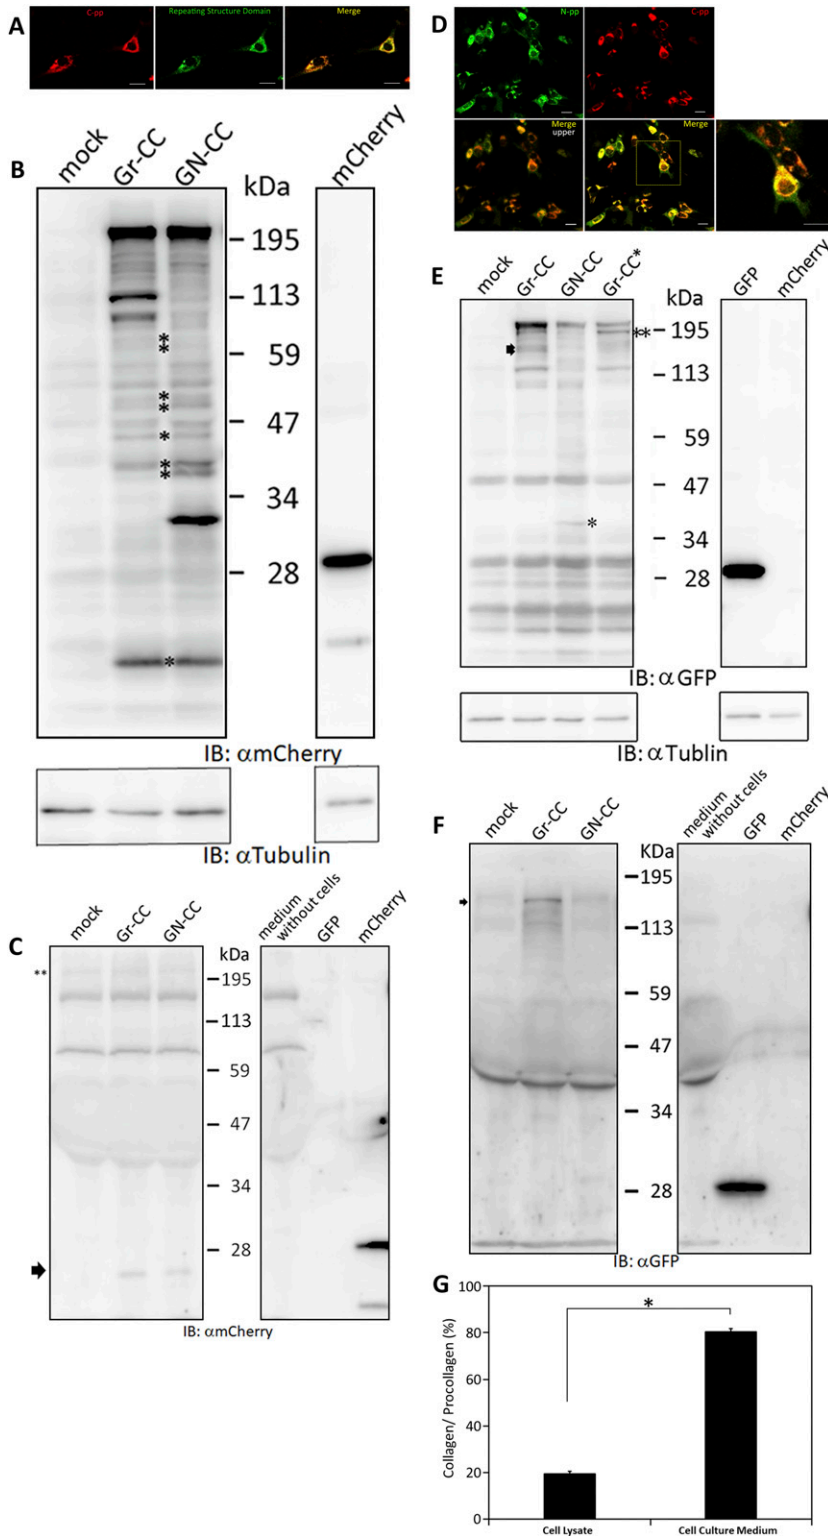 A
C-pp
Repeating Structure Domain
Merge
B
mock
Gr-CC
GN-CC
mCherry
kDa
195
113
**
59
**
47
*
**
34
28
*
IB: αmCherry
IB: αTubulin
C
mock
Gr-CC
GN-CC
medium
without cells
GFP
mCherry
kDa
**
195
113
59
47
34
28
IB: αmCherry
D
N-pp
C-pp
Merge
upper
Merge
E
mock
Gr-CC
GN-CC
Gr-CC*
GFP
mCherry
kDa
**
195
113
59
47
*
34
28
IB: αGFP
IB: αTublin
F
mock
Gr-CC
GN-CC
medium
without cells
GFP
mCherry
KDa
195
113
59
47
34
28
IB: αGFP
G
*
Collagen/ Procollagen (%)
100
80
60
40
20
0
Cell Lysate
Cell Culture Medium